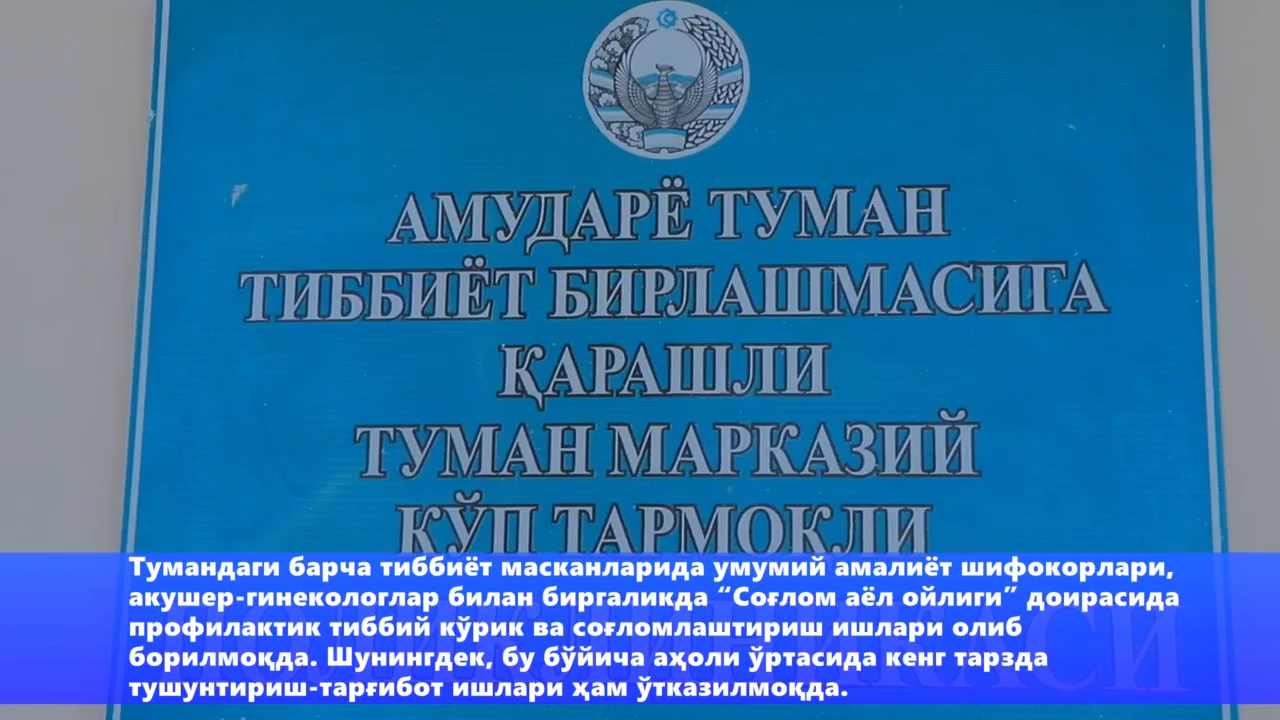 АМУДАРЁ ТУМАН
ТИББИЁТ БИРЛАШМАСИГА
ҚАРАШЛИ
ТУМАН МАРКАЗИЙ
КЎП ТАРМОҚЛИ
Тумандаги барча тиббиёт масканларида умумий амалиёт шифокорлари,
акушер-гинекологлар билан биргаликда “Соғлом аёл ойлиги” доирасида
профилактик тиббий кўрик ва соғломлаштириш ишлари олиб
борилмоқда. Шунингдек, бу бўйича аҳоли ўртасида кенг тарзда
тушунтириш-тарғибот ишлари ҳам ўтказилмоқда.